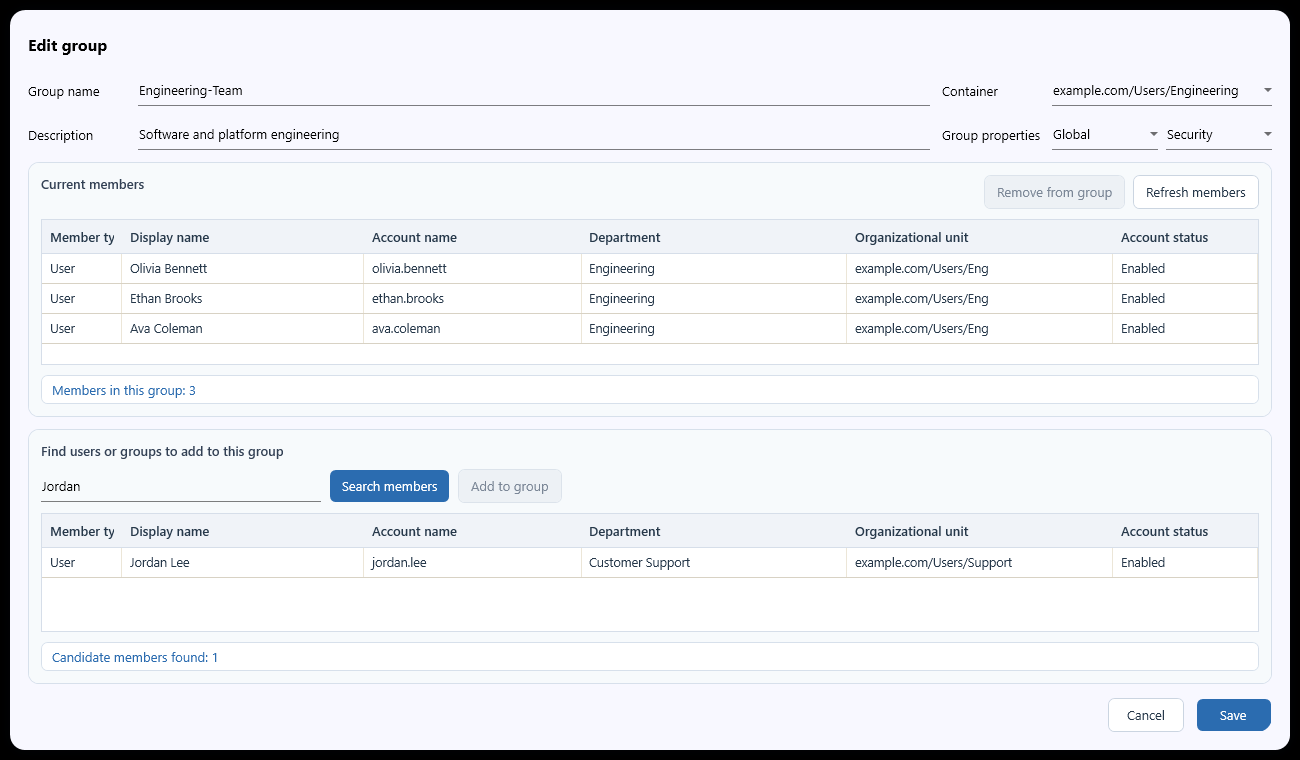 Edit group
Group name Engineering-Team Container example.com/Users/Engineering
Description Software and platform engineering Group properties Global Security
Current members Remove from group Refresh members
Member ty Display name Account name Department Organizational unit Account status
User Olivia Bennett olivia.bennett Engineering example.com/Users/Eng Enabled
User Ethan Brooks ethan.brooks Engineering example.com/Users/Eng Enabled
User Ava Coleman ava.coleman Engineering example.com/Users/Eng Enabled
Members in this group: 3
Find users or groups to add to this group
Jordan Search members Add to group
Member ty Display name Account name Department Organizational unit Account status
User Jordan Lee jordan.lee Customer Support example.com/Users/Support Enabled
Candidate members found: 1
Cancel Save